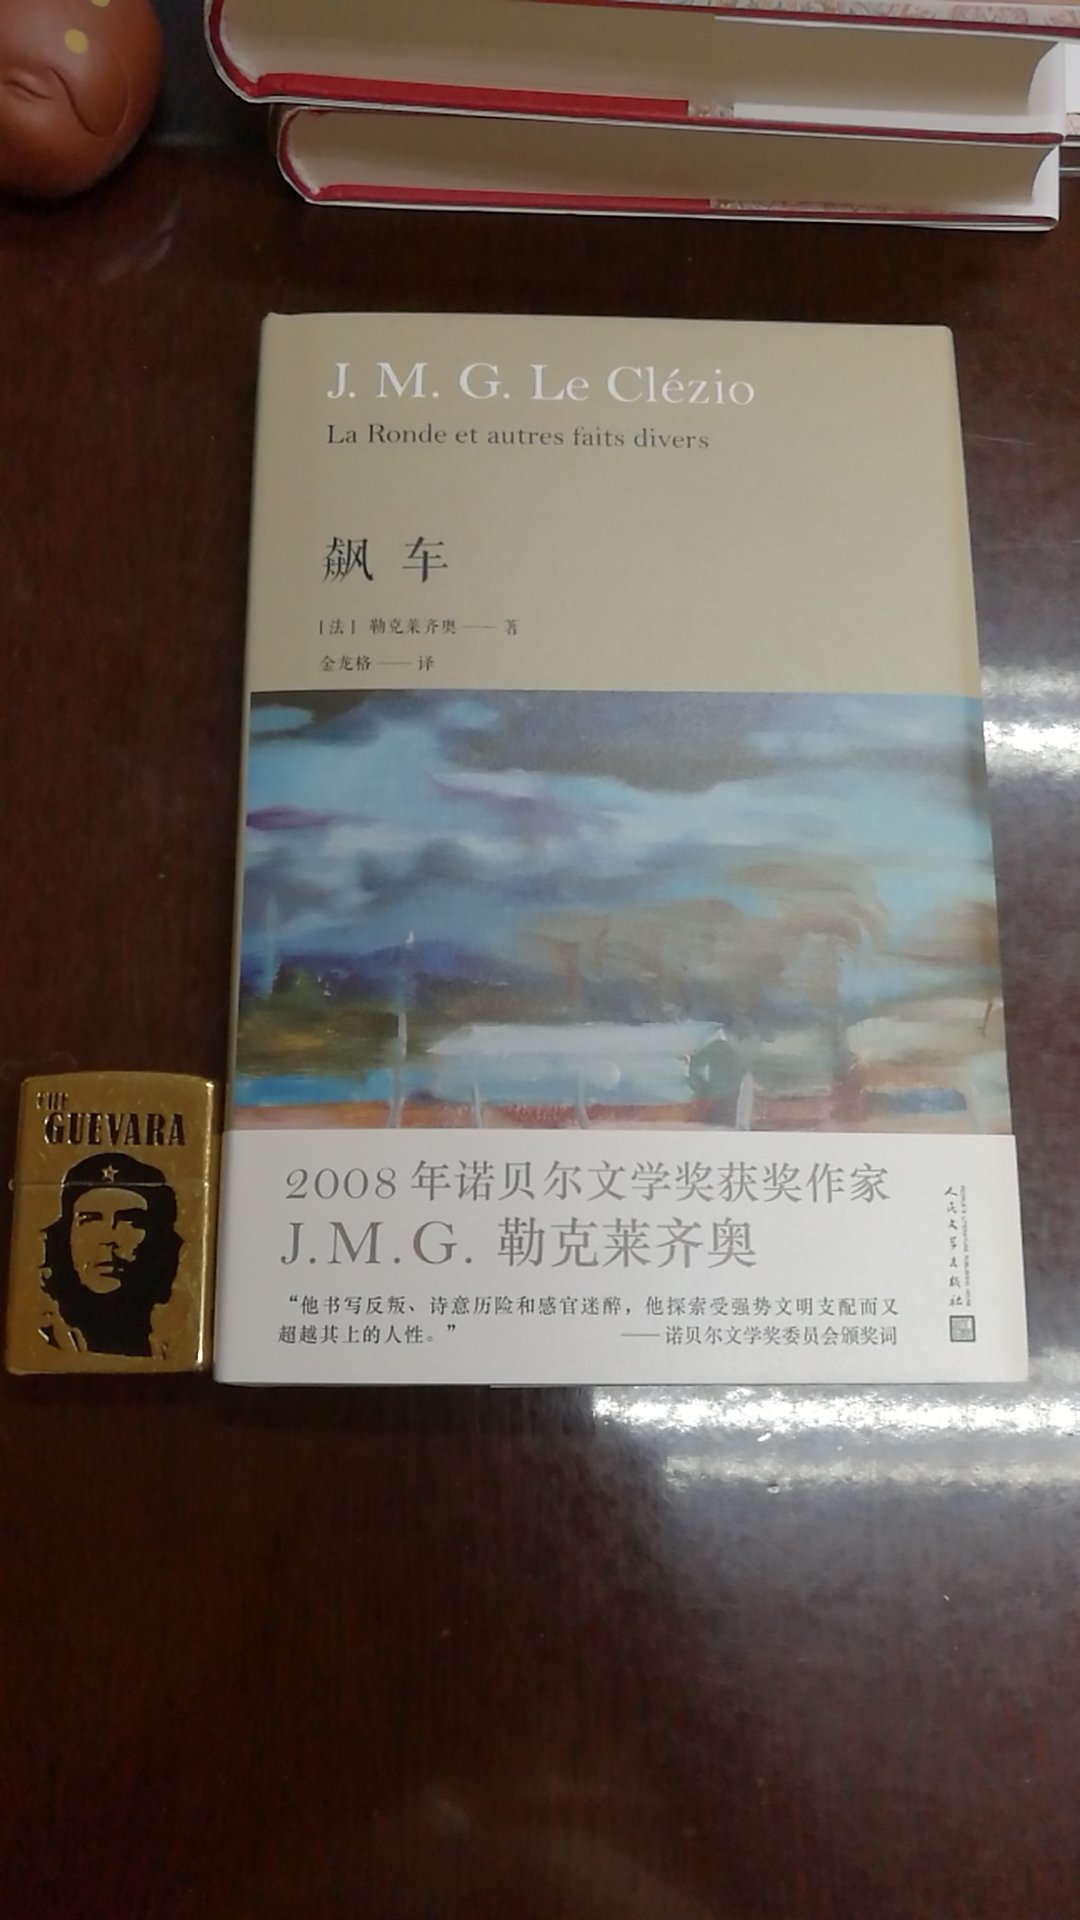 J. M. G. Le Clézio
La Ronde et autres faits divers
飙 车
[法] 勒克莱齐奥——著
金龙格——译
GUEVARA
2008年诺贝尔文学奖获奖作家
J.M.G. 勒克莱齐奥
“他书写反叛、诗意历险和感官迷醉，他探索受强势文明支配而又
超越其上的人性。”
——诺贝尔文学奖委员会颁奖词
人民文学出版社